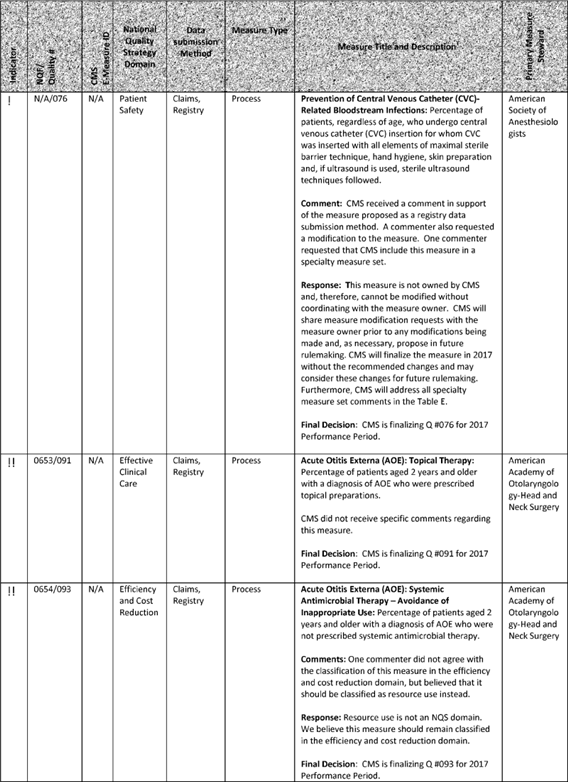 Indicator
NQF/
Quality #
CMS
E-Measure ID
National
Quality
Strategy
Domain
Data
submission
Method
Measure Type
Measure Title and Description
Primary Measure
Steward
!
N/A/076
N/A
Patient
Safety
Claims,
Registry
Process
Prevention of Central Venous Catheter (CVC)-
Related Bloodstream Infections: Percentage of
patients, regardless of age, who undergo central
venous catheter (CVC) insertion for whom CVC
was inserted with all elements of maximal sterile
barrier technique, hand hygiene, skin preparation
and, if ultrasound is used, sterile ultrasound
techniques followed.
Comment: CMS received a comment in support
of the measure proposed as a registry data
submission method. A commenter also requested
a modification to the measure. One commenter
requested that CMS include this measure in a
specialty measure set.
Response: This measure is not owned by CMS
and, therefore, cannot be modified without
coordinating with the measure owner. CMS will
share measure modification requests with the
measure owner prior to any modifications being
made and, as necessary, propose in future
rulemaking. CMS will finalize the measure in 2017
without the recommended changes and may
consider these changes for future rulemaking.
Furthermore, CMS will address all specialty
measure set comments in the Table E.
Final Decision: CMS is finalizing Q #076 for 2017
Performance Period.
American
Society of
Anesthesiolo
gists
!!
0653/091
N/A
Effective
Clinical
Care
Claims,
Registry
Process
Acute Otitis Externa (AOE): Topical Therapy:
Percentage of patients aged 2 years and older
with a diagnosis of AOE who were prescribed
topical preparations.
CMS did not receive specific comments regarding
this measure.
Final Decision: CMS is finalizing Q #091 for 2017
Performance Period.
American
Academy of
Otolaryngolo
gy-Head and
Neck Surgery
!!
0654/093
N/A
Efficiency
and Cost
Reduction
Claims,
Registry
Process
Acute Otitis Externa (AOE): Systemic
Antimicrobial Therapy – Avoidance of
Inappropriate Use: Percentage of patients aged 2
years and older with a diagnosis of AOE who were
not prescribed systemic antimicrobial therapy.
Comments: One commenter did not agree with
the classification of this measure in the efficiency
and cost reduction domain, but believed that it
should be classified as resource use instead.
Response: Resource use is not an NQS domain.
We believe this measure should remain classified
in the efficiency and cost reduction domain.
Final Decision: CMS is finalizing Q #093 for 2017
Performance Period.
American
Academy of
Otolaryngolo
gy-Head and
Neck Surgery